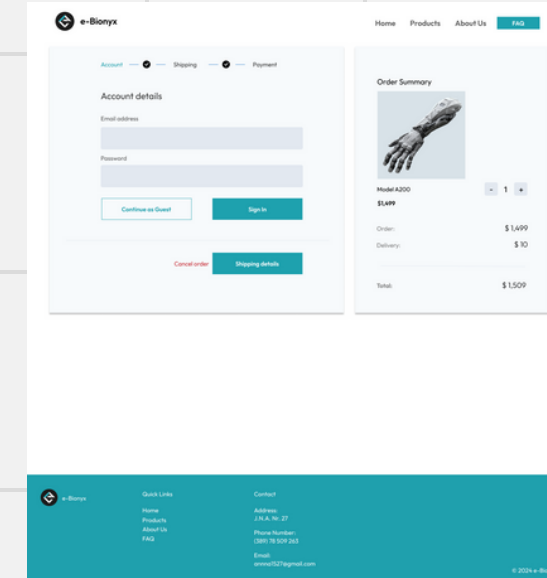 e-Bionyx
Home Products About Us FAQ
Account Shipping Payment
Account details
Email address
Password
Continue as Guest Sign In
Cancel order Shipping details
Order Summary
Model A200 - 1 +
$1,499
Order: $ 1,499
Delivery: $ 10
Total: $ 1,509
e-Bionyx
Quick Links
Home
Products
About Us
FAQ
Contact
Address:
J.N.A. Nr. 27
Phone Number:
(389) 78 509 263
Email:
© 2024 e-Bio